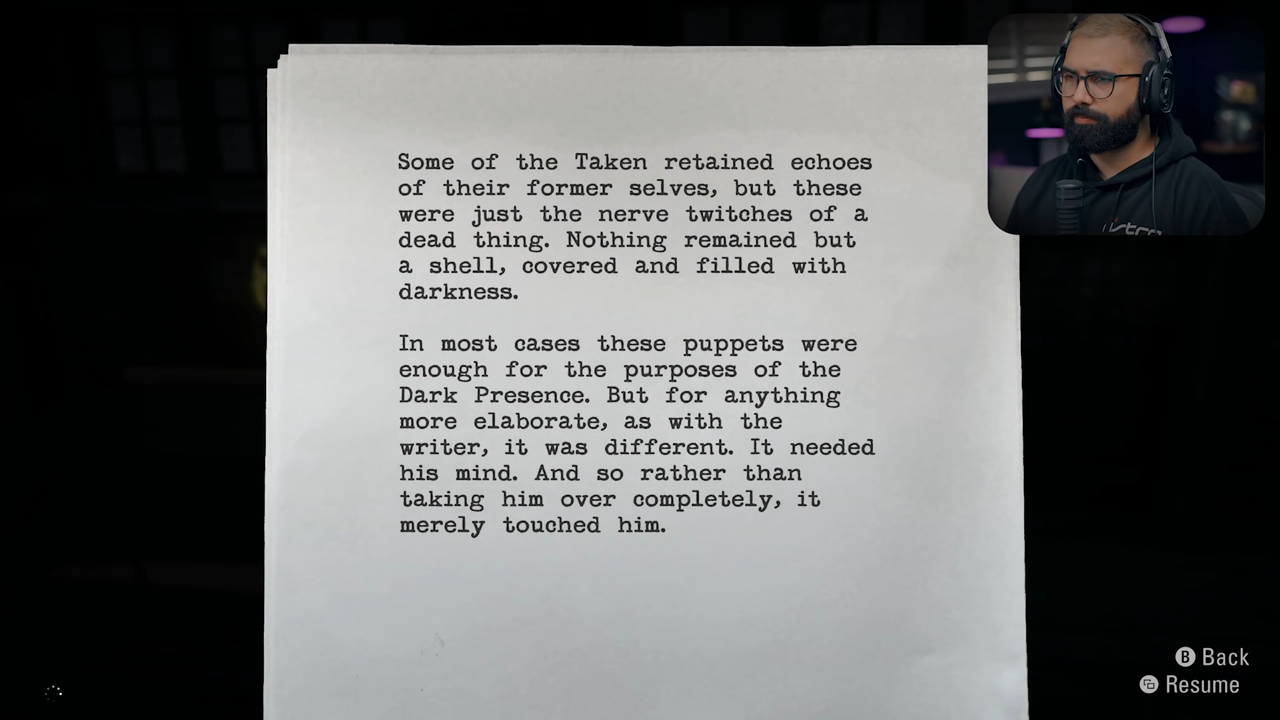 Some of the Taken retained echoes
of their former selves, but these
were just the nerve twitches of a
dead thing. Nothing remained but
a shell, covered and filled with
darkness.
In most cases these puppets were
enough for the purposes of the
Dark Presence. But for anything
more elaborate, as with the
writer, it was different. It needed
his mind. And so rather than
taking him over completely, it
merely touched him.
B Back
Resume